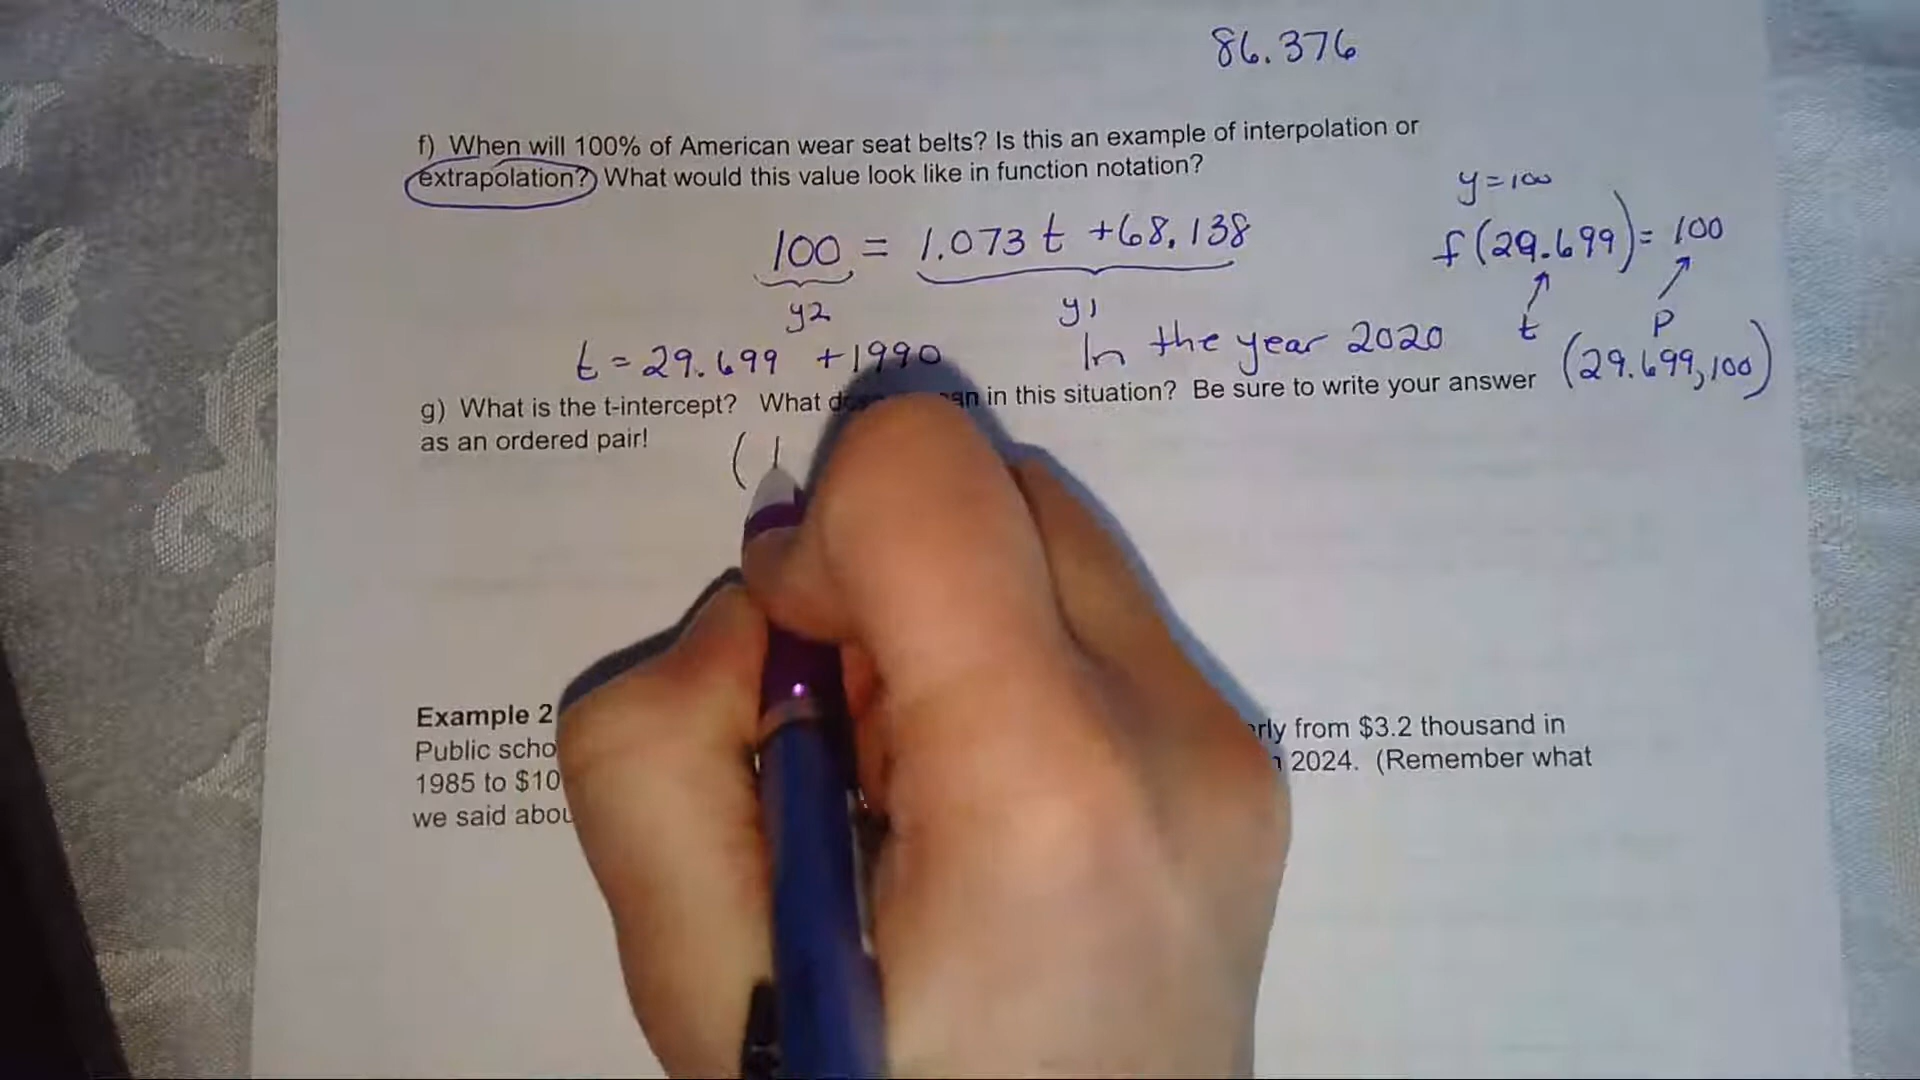 86.376
f) When will 100% of American wear seat belts? Is this an example of interpolation or
extrapolation? What would this value look like in function notation?
y=100
100 = 1.073 t +68.138
f(29.699)= 100
y2
y1
t
P
t = 29.699 +1990
In the year 2020
(29.699,100)
g) What is the t-intercept? What in this situation? Be sure to write your answer
as an ordered pair!
(
Example 2
rly from $3.2 thousand in
Public scho
2024. (Remember what
1985 to $10
we said abou